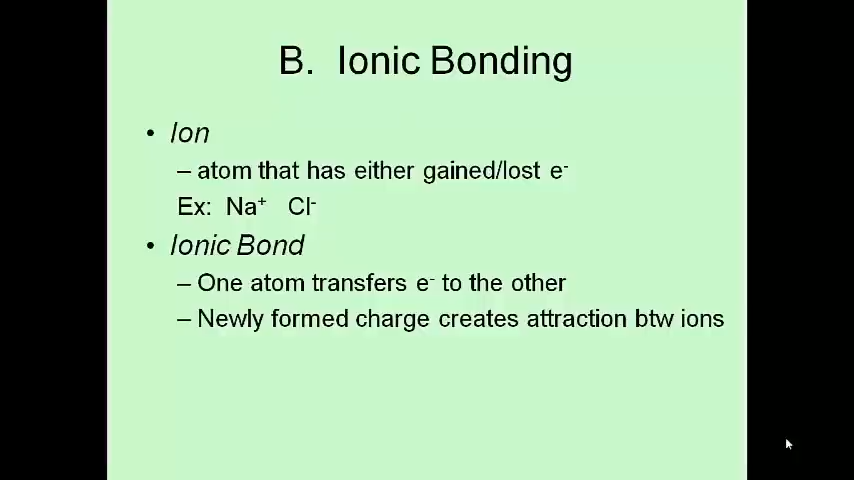 B. Ionic Bonding
• Ion
– atom that has either gained/lost e⁻
Ex: Na⁺ Cl⁻
• Ionic Bond
– One atom transfers e⁻ to the other
– Newly formed charge creates attraction btw ions